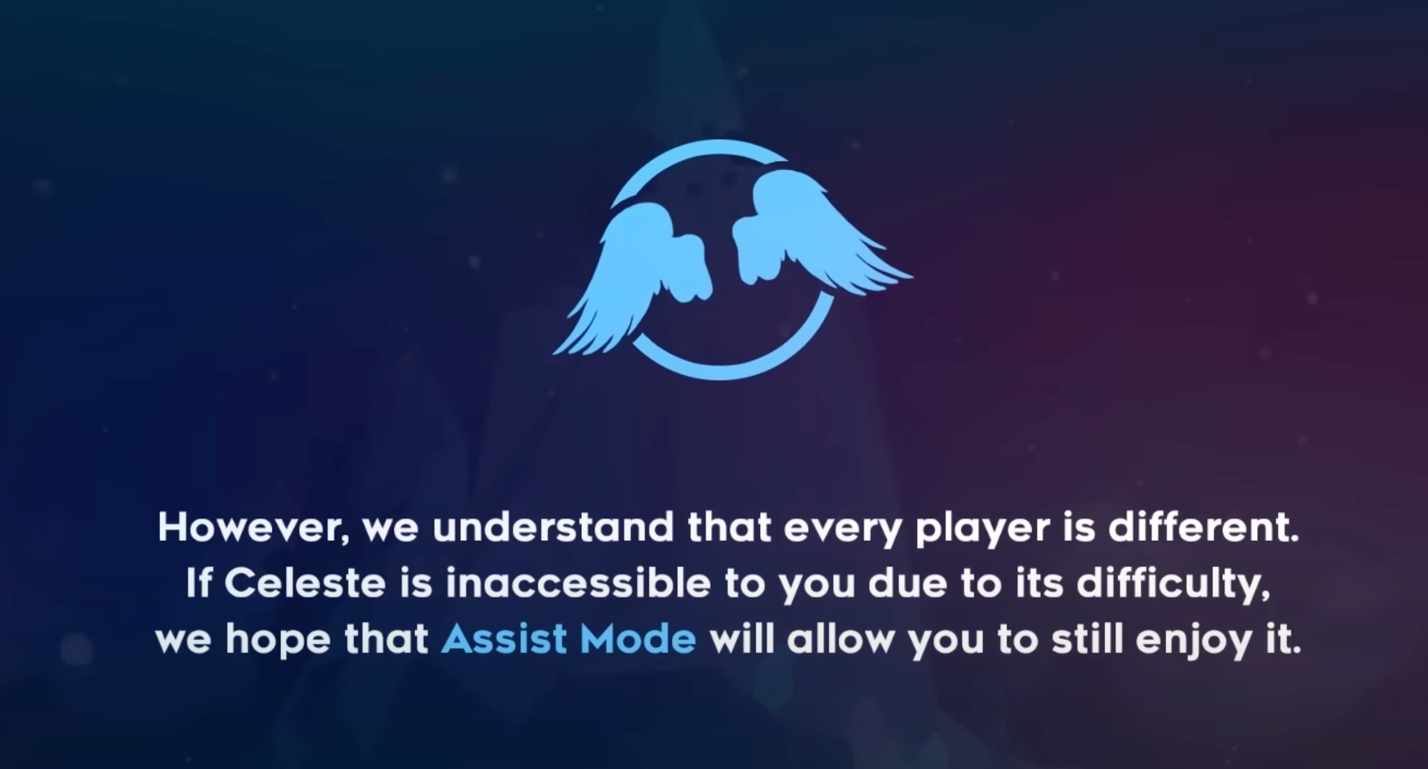 However, we understand that every player is different.
If Celeste is inaccessible to you due to its difficulty,
we hope that Assist Mode will allow you to still enjoy it.